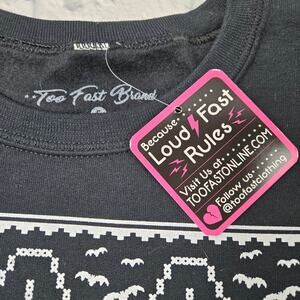 Too Fast Brand
Because...
Loud Fast
Rules
Visit Us at...
TOOFASTONLINE.COM
Follow us
@toofastclothing